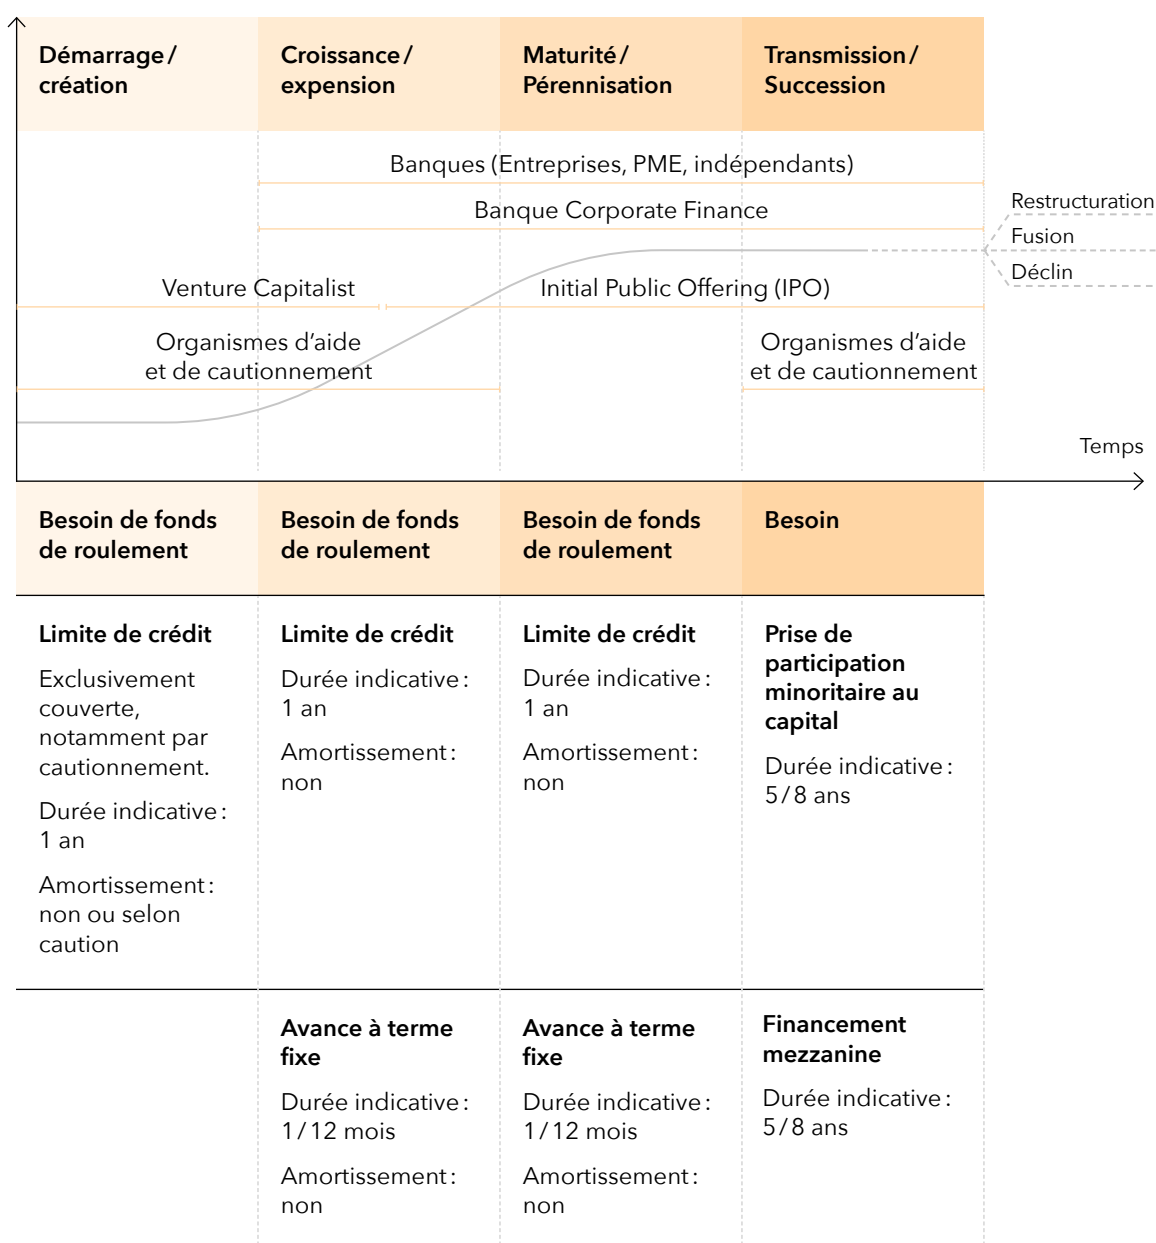 Démarrage / création
Croissance / expension
Maturité / Pérennisation
Transmission / Succession
Banques (Entreprises, PME, indépendants)
Banque Corporate Finance
Restructuration
Fusion
Déclin
Venture Capitalist
Initial Public Offering (IPO)
Organismes d’aide
et de cautionnement
Organismes d’aide
et de cautionnement
Temps
Besoin de fonds
de roulement
Besoin de fonds
de roulement
Besoin de fonds
de roulement
Besoin
Limite de crédit
Exclusivement
couverte,
notamment par
cautionnement.
Durée indicative :
1 an
Amortissement :
non ou selon
caution
Limite de crédit
Durée indicative :
1 an
Amortissement :
non
Limite de crédit
Durée indicative :
1 an
Amortissement :
non
Prise de
participation
minoritaire au
capital
Durée indicative :
5 / 8 ans
Avance à terme
fixe
Durée indicative :
1 / 12 mois
Amortissement :
non
Avance à terme
fixe
Durée indicative :
1 / 12 mois
Amortissement :
non
Financement
mezzanine
Durée indicative :
5 / 8 ans